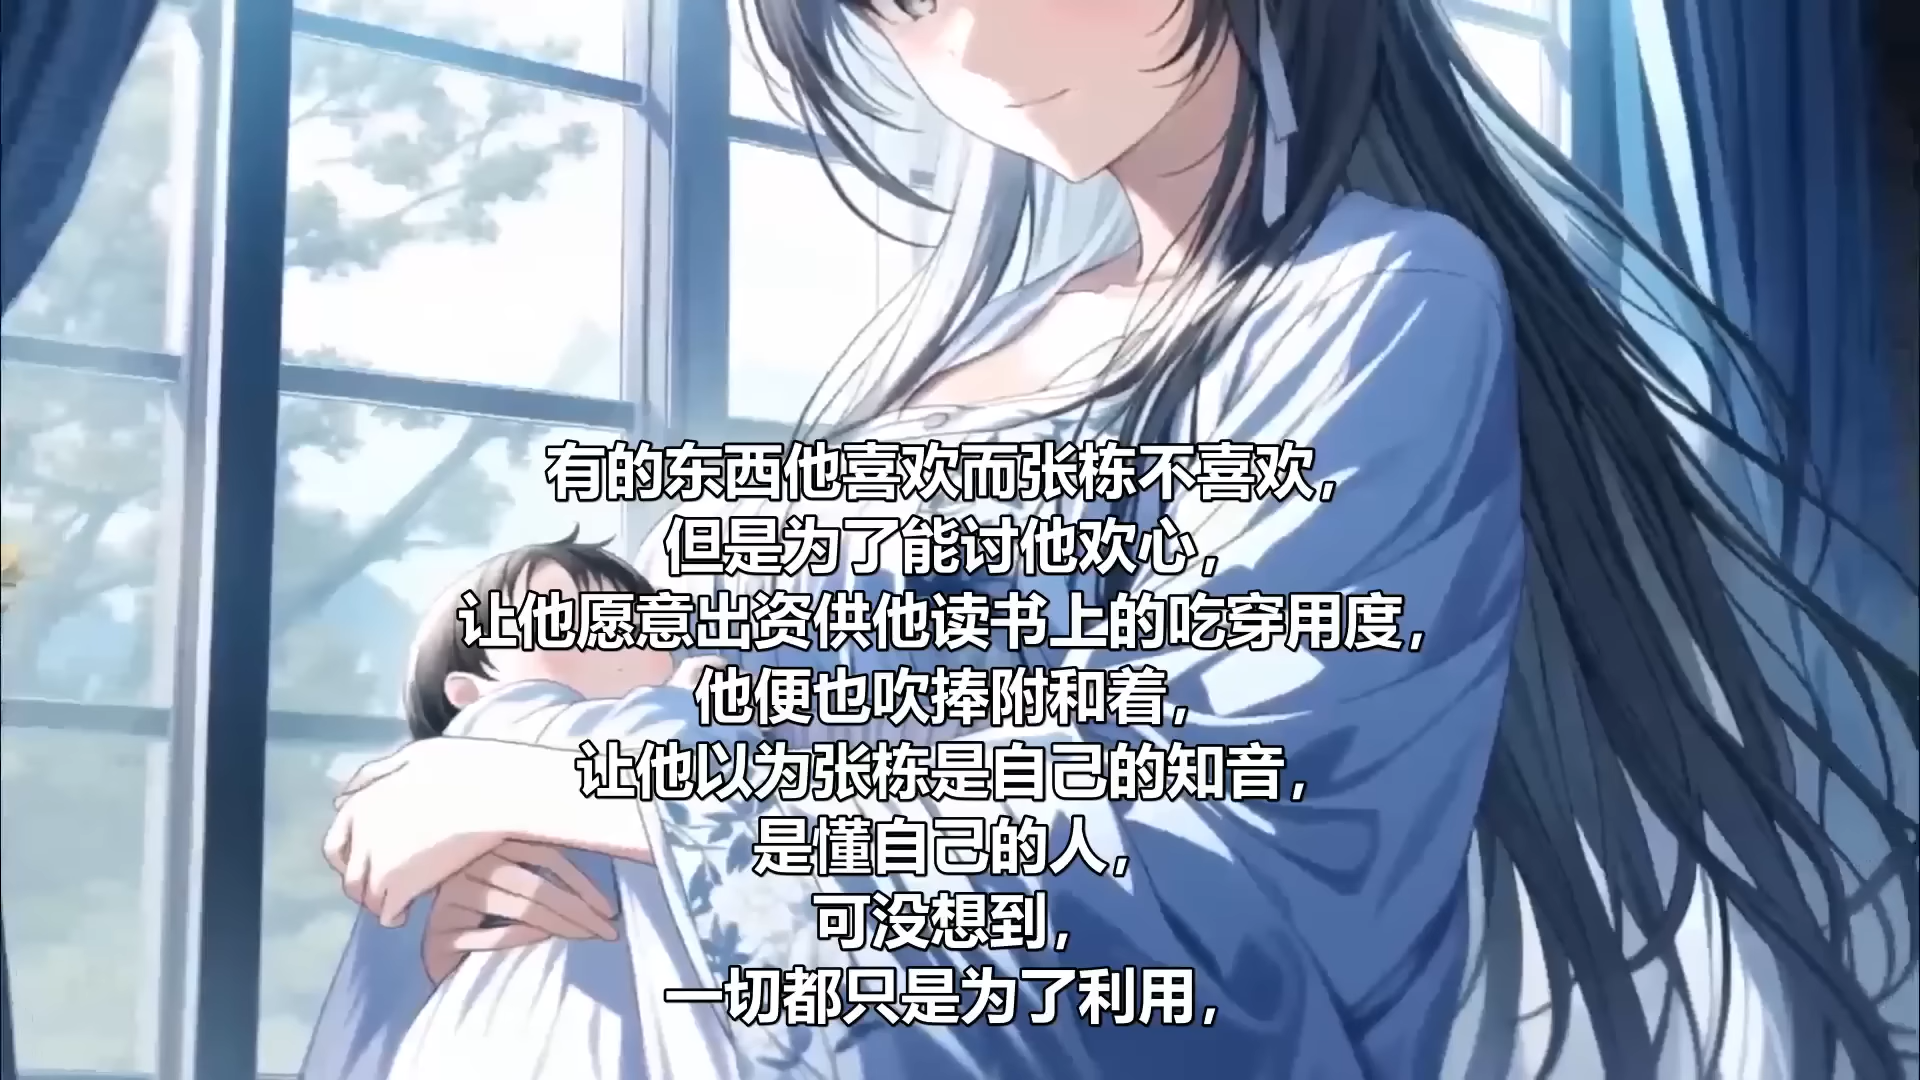 有的东西他喜欢而张栋不喜欢，
但是为了能讨他欢心，
让他愿意出资供他读书上的吃穿用度，
他便也吹捧附和着，
让他以为张栋是自己的知音，
是懂自己的人，
可没想到，
一切都只是为了利用，